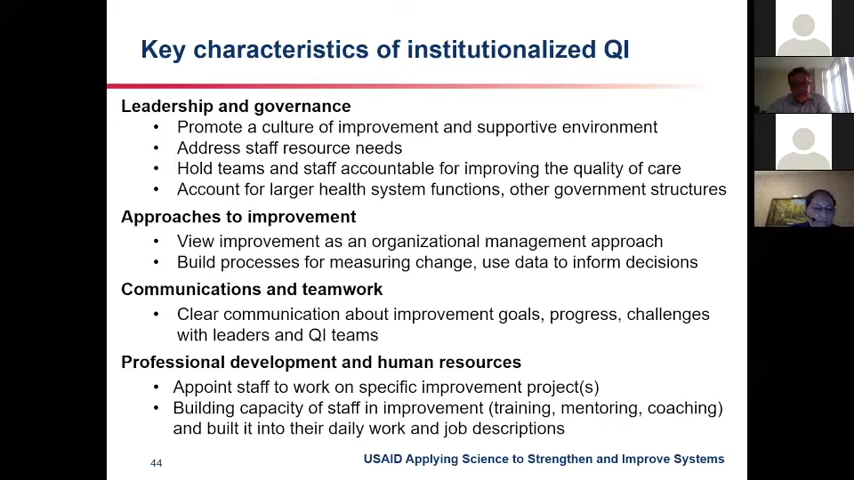 Key characteristics of institutionalized QI
Leadership and governance
• Promote a culture of improvement and supportive environment
• Address staff resource needs
• Hold teams and staff accountable for improving the quality of care
• Account for larger health system functions, other government structures
Approaches to improvement
• View improvement as an organizational management approach
• Build processes for measuring change, use data to inform decisions
Communications and teamwork
• Clear communication about improvement goals, progress, challenges
with leaders and QI teams
Professional development and human resources
• Appoint staff to work on specific improvement project(s)
• Building capacity of staff in improvement (training, mentoring, coaching)
and built it into their daily work and job descriptions
44
USAID Applying Science to Strengthen and Improve Systems